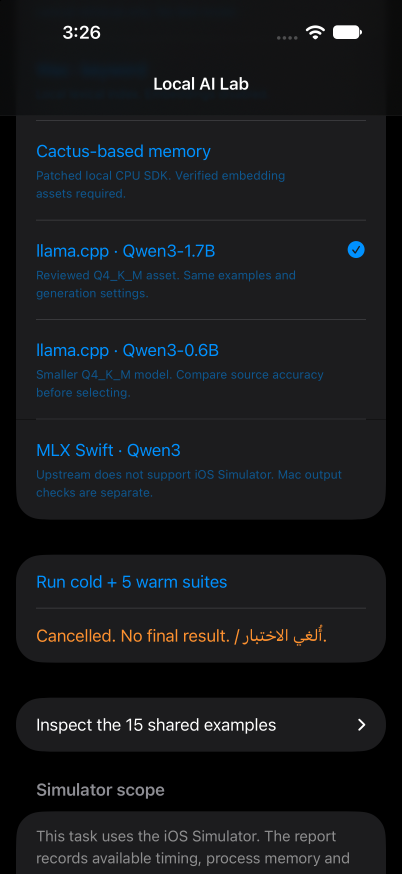 3:26
Local AI Lab
Cactus-based memory
Patched local CPU SDK. Verified embedding
assets required.
llama.cpp · Qwen3-1.7B
Reviewed Q4_K_M asset. Same examples and
generation settings.
llama.cpp · Qwen3-0.6B
Smaller Q4_K_M model. Compare source accuracy
before selecting.
MLX Swift · Qwen3
Upstream does not support iOS Simulator. Mac output
checks are separate.
Run cold + 5 warm suites
Cancelled. No final result. / أُلغي الاختبار.
Inspect the 15 shared examples
Simulator scope
This task uses the iOS Simulator. The report
records available timing, process memory and